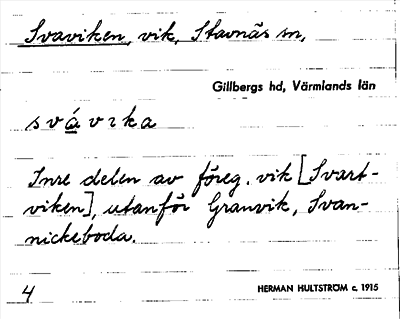 Svaviken, vik, Stavnäs sn,
Gillbergs hd, Värmlands län
svávika
Inre delen av föreg. vik [Svart-
viken], utanför Granvik, Svan-
nickeboda.
4
HERMAN HULTSTRÖM c. 1915